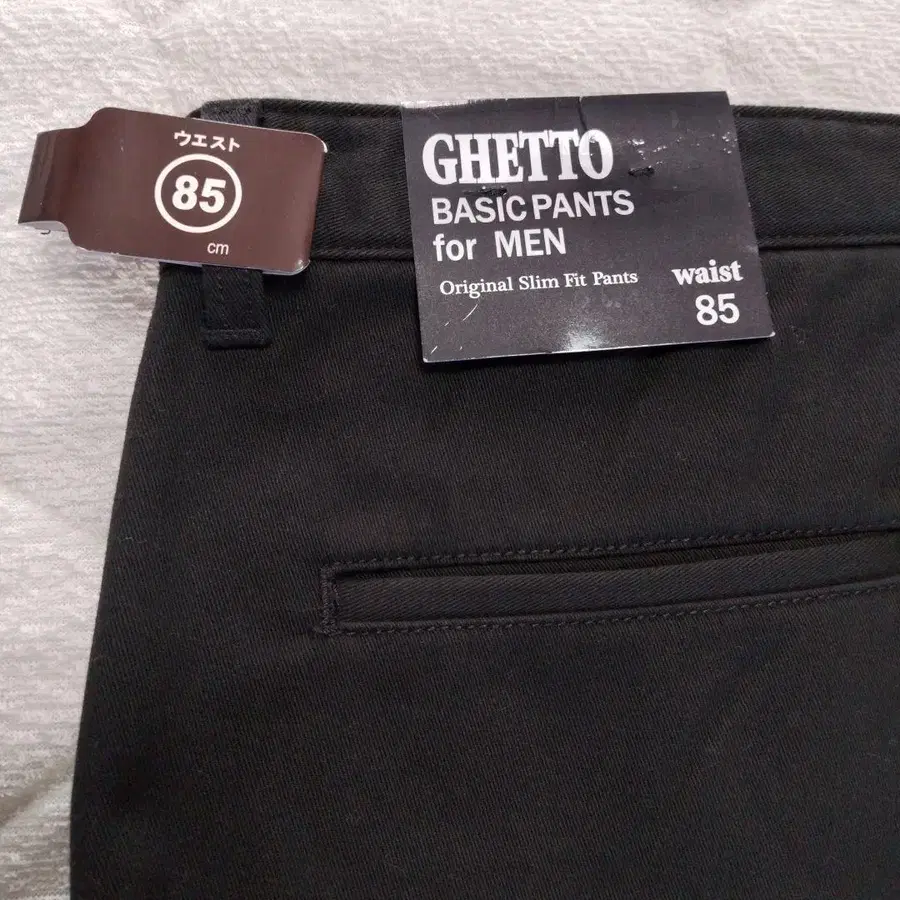 ウエスト
85
cm
GHETTO
BASIC PANTS
for MEN
Original Slim Fit Pants
waist
85